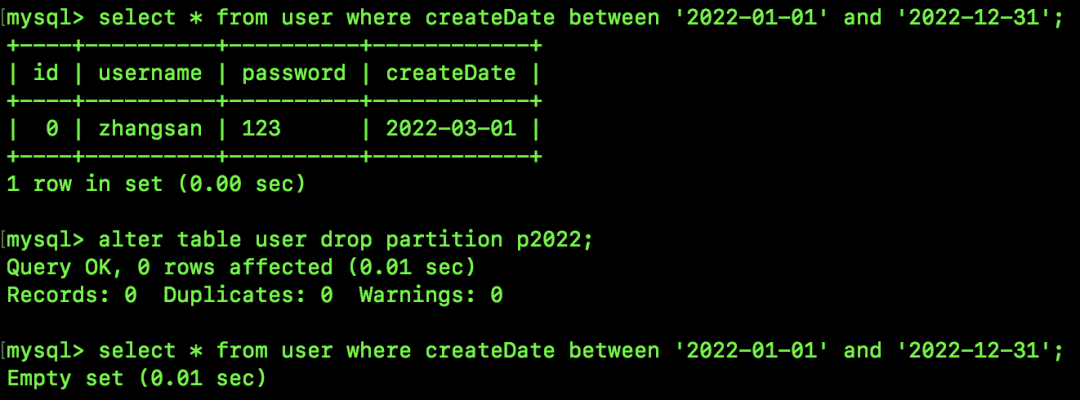 [mysql> select * from user where createDate between '2022-01-01' and '2022-12-31';
+----+----------+----------+------------+
| id | username | password | createDate |
+----+----------+----------+------------+
|  0 | zhangsan | 123      | 2022-03-01 |
+----+----------+----------+------------+
1 row in set (0.00 sec)
[mysql> alter table user drop partition p2022;
Query OK, 0 rows affected (0.01 sec)
Records: 0  Duplicates: 0  Warnings: 0
[mysql> select * from user where createDate between '2022-01-01' and '2022-12-31';
Empty set (0.01 sec)